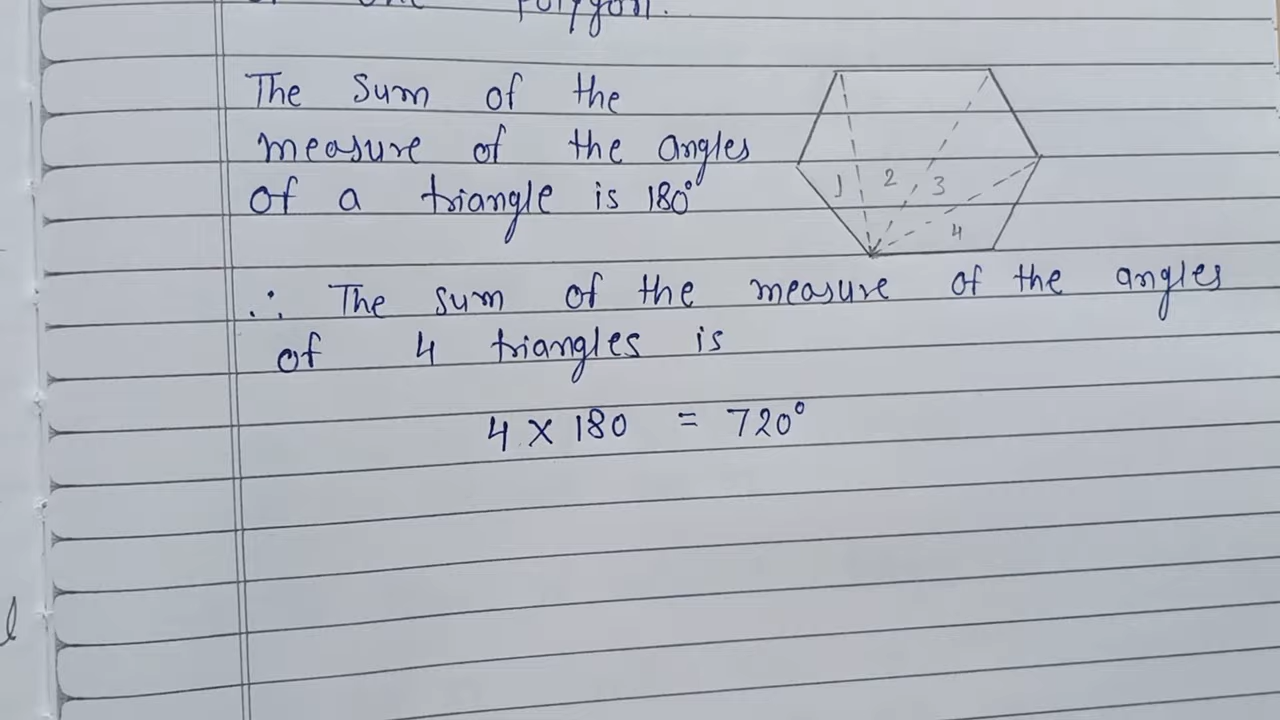 polygon.
The sum of the
measure of the angles
of a triangle is 180°
1 2 3
4
∴ The sum of the measure of the angles
of 4 triangles is
4 × 180 = 720°